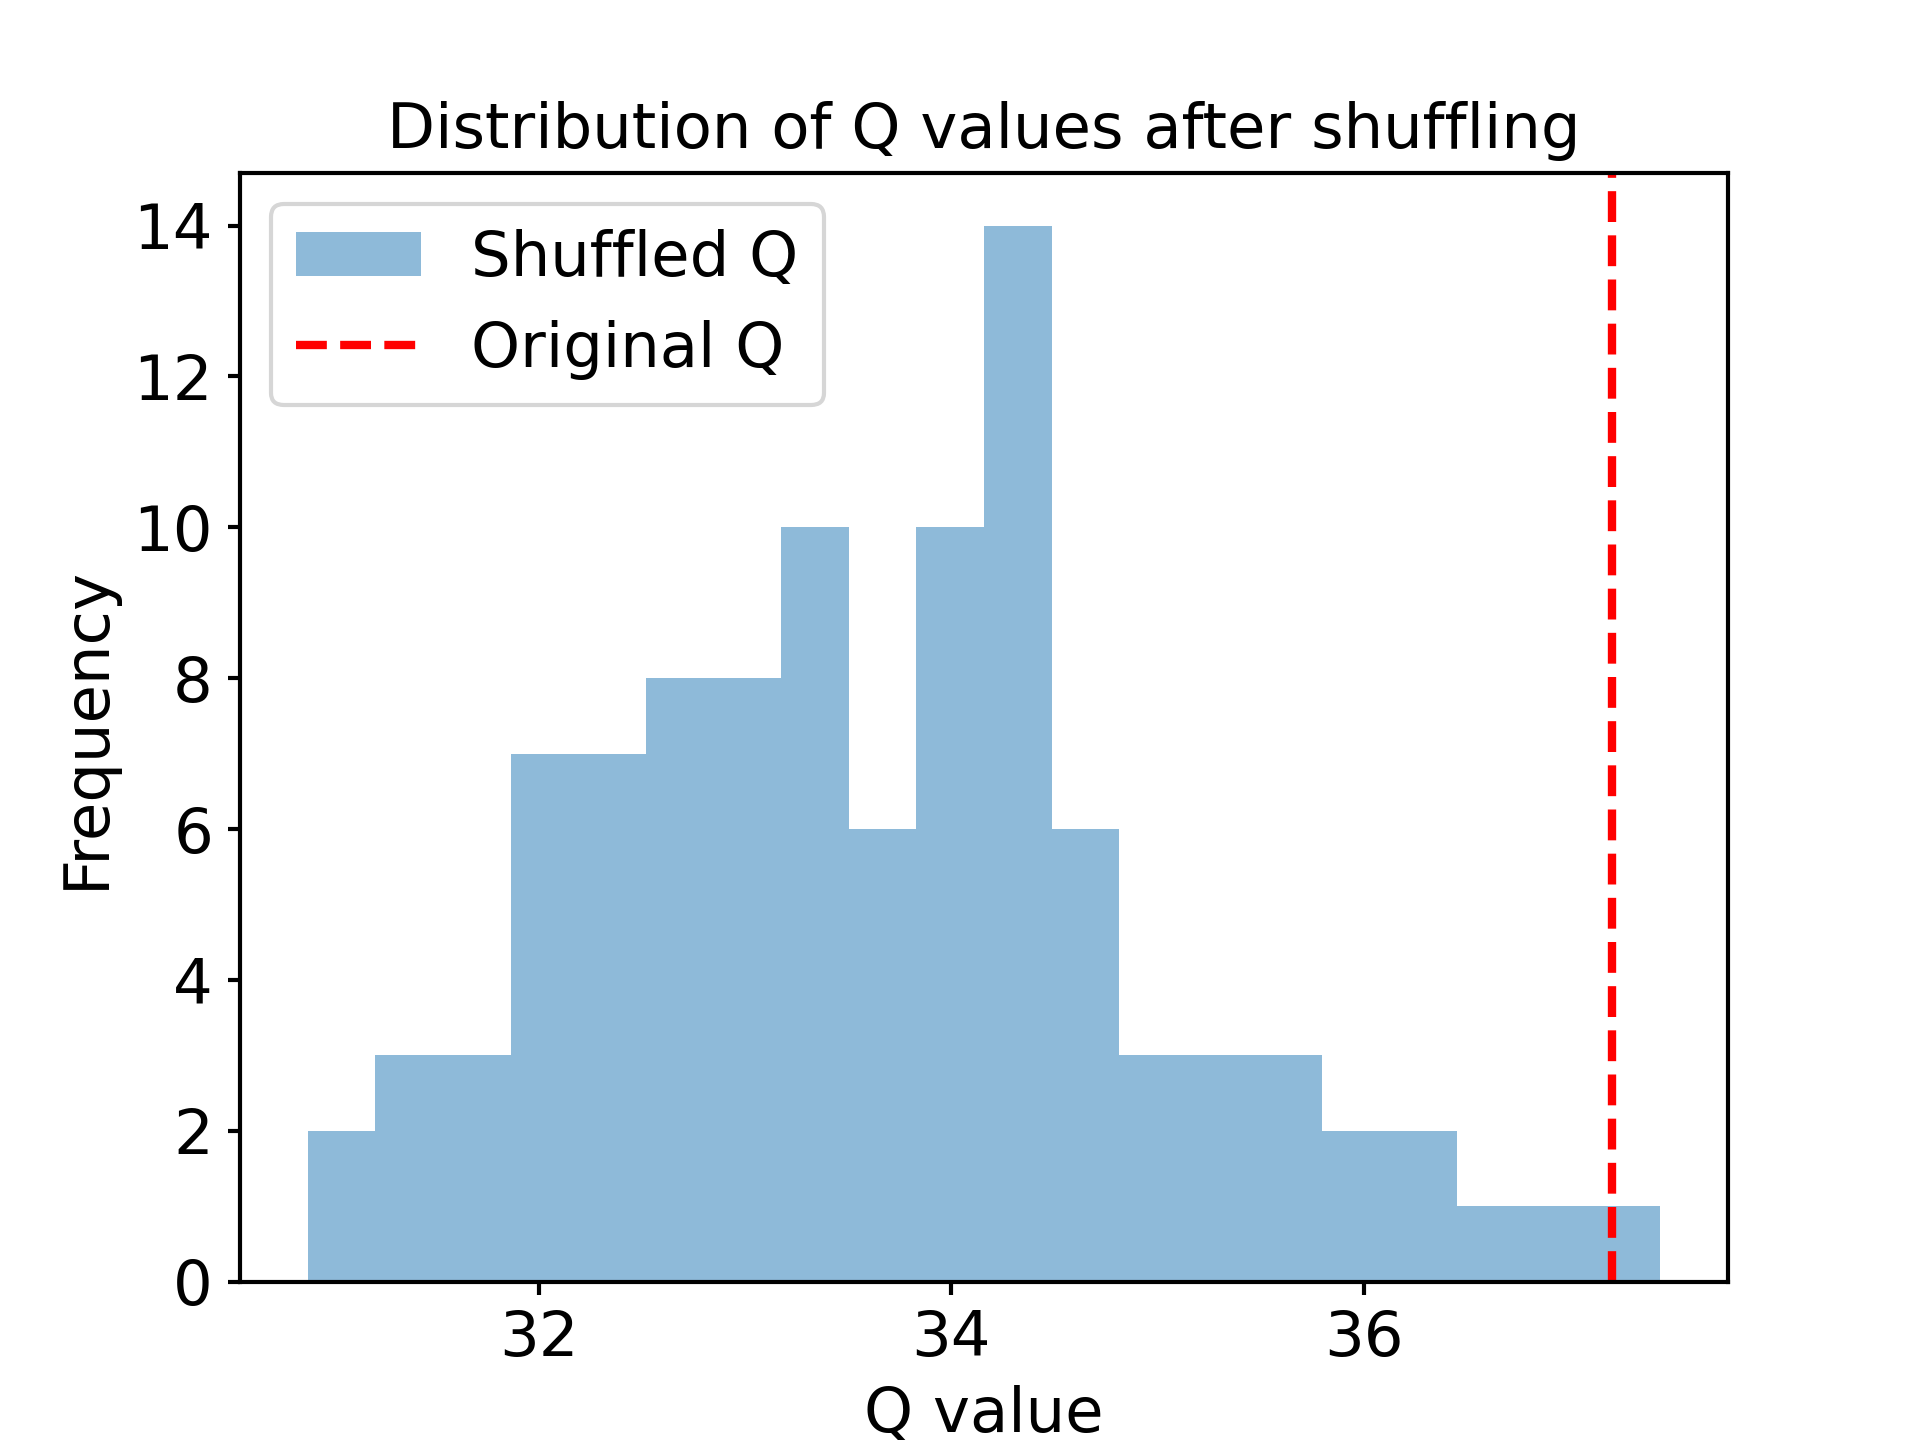 Distribution of Q values after shuffling
Shuffled Q
Original Q
14
12
10
8
6
4
2
0
Frequency
32
34
36
Q value